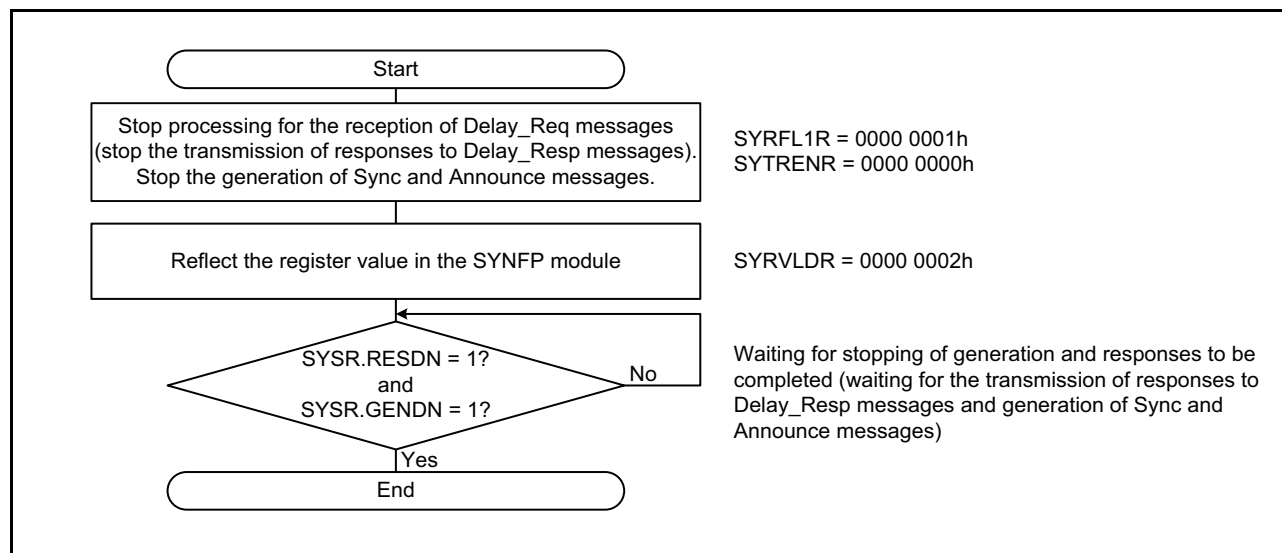 Start
Stop processing for the reception of Delay_Req messages
(stop the transmission of responses to Delay_Resp messages).
Stop the generation of Sync and Announce messages.
SYRFL1R = 0000 0001h
SYTRENR = 0000 0000h
Reflect the register value in the SYNFP module
SYRVLDR = 0000 0002h
SYSR.RESDN = 1?
and
SYSR.GENDN = 1?
No
Waiting for stopping of generation and responses to be
completed (waiting for the transmission of responses to
Delay_Resp messages and generation of Sync and
Announce messages)
Yes
End